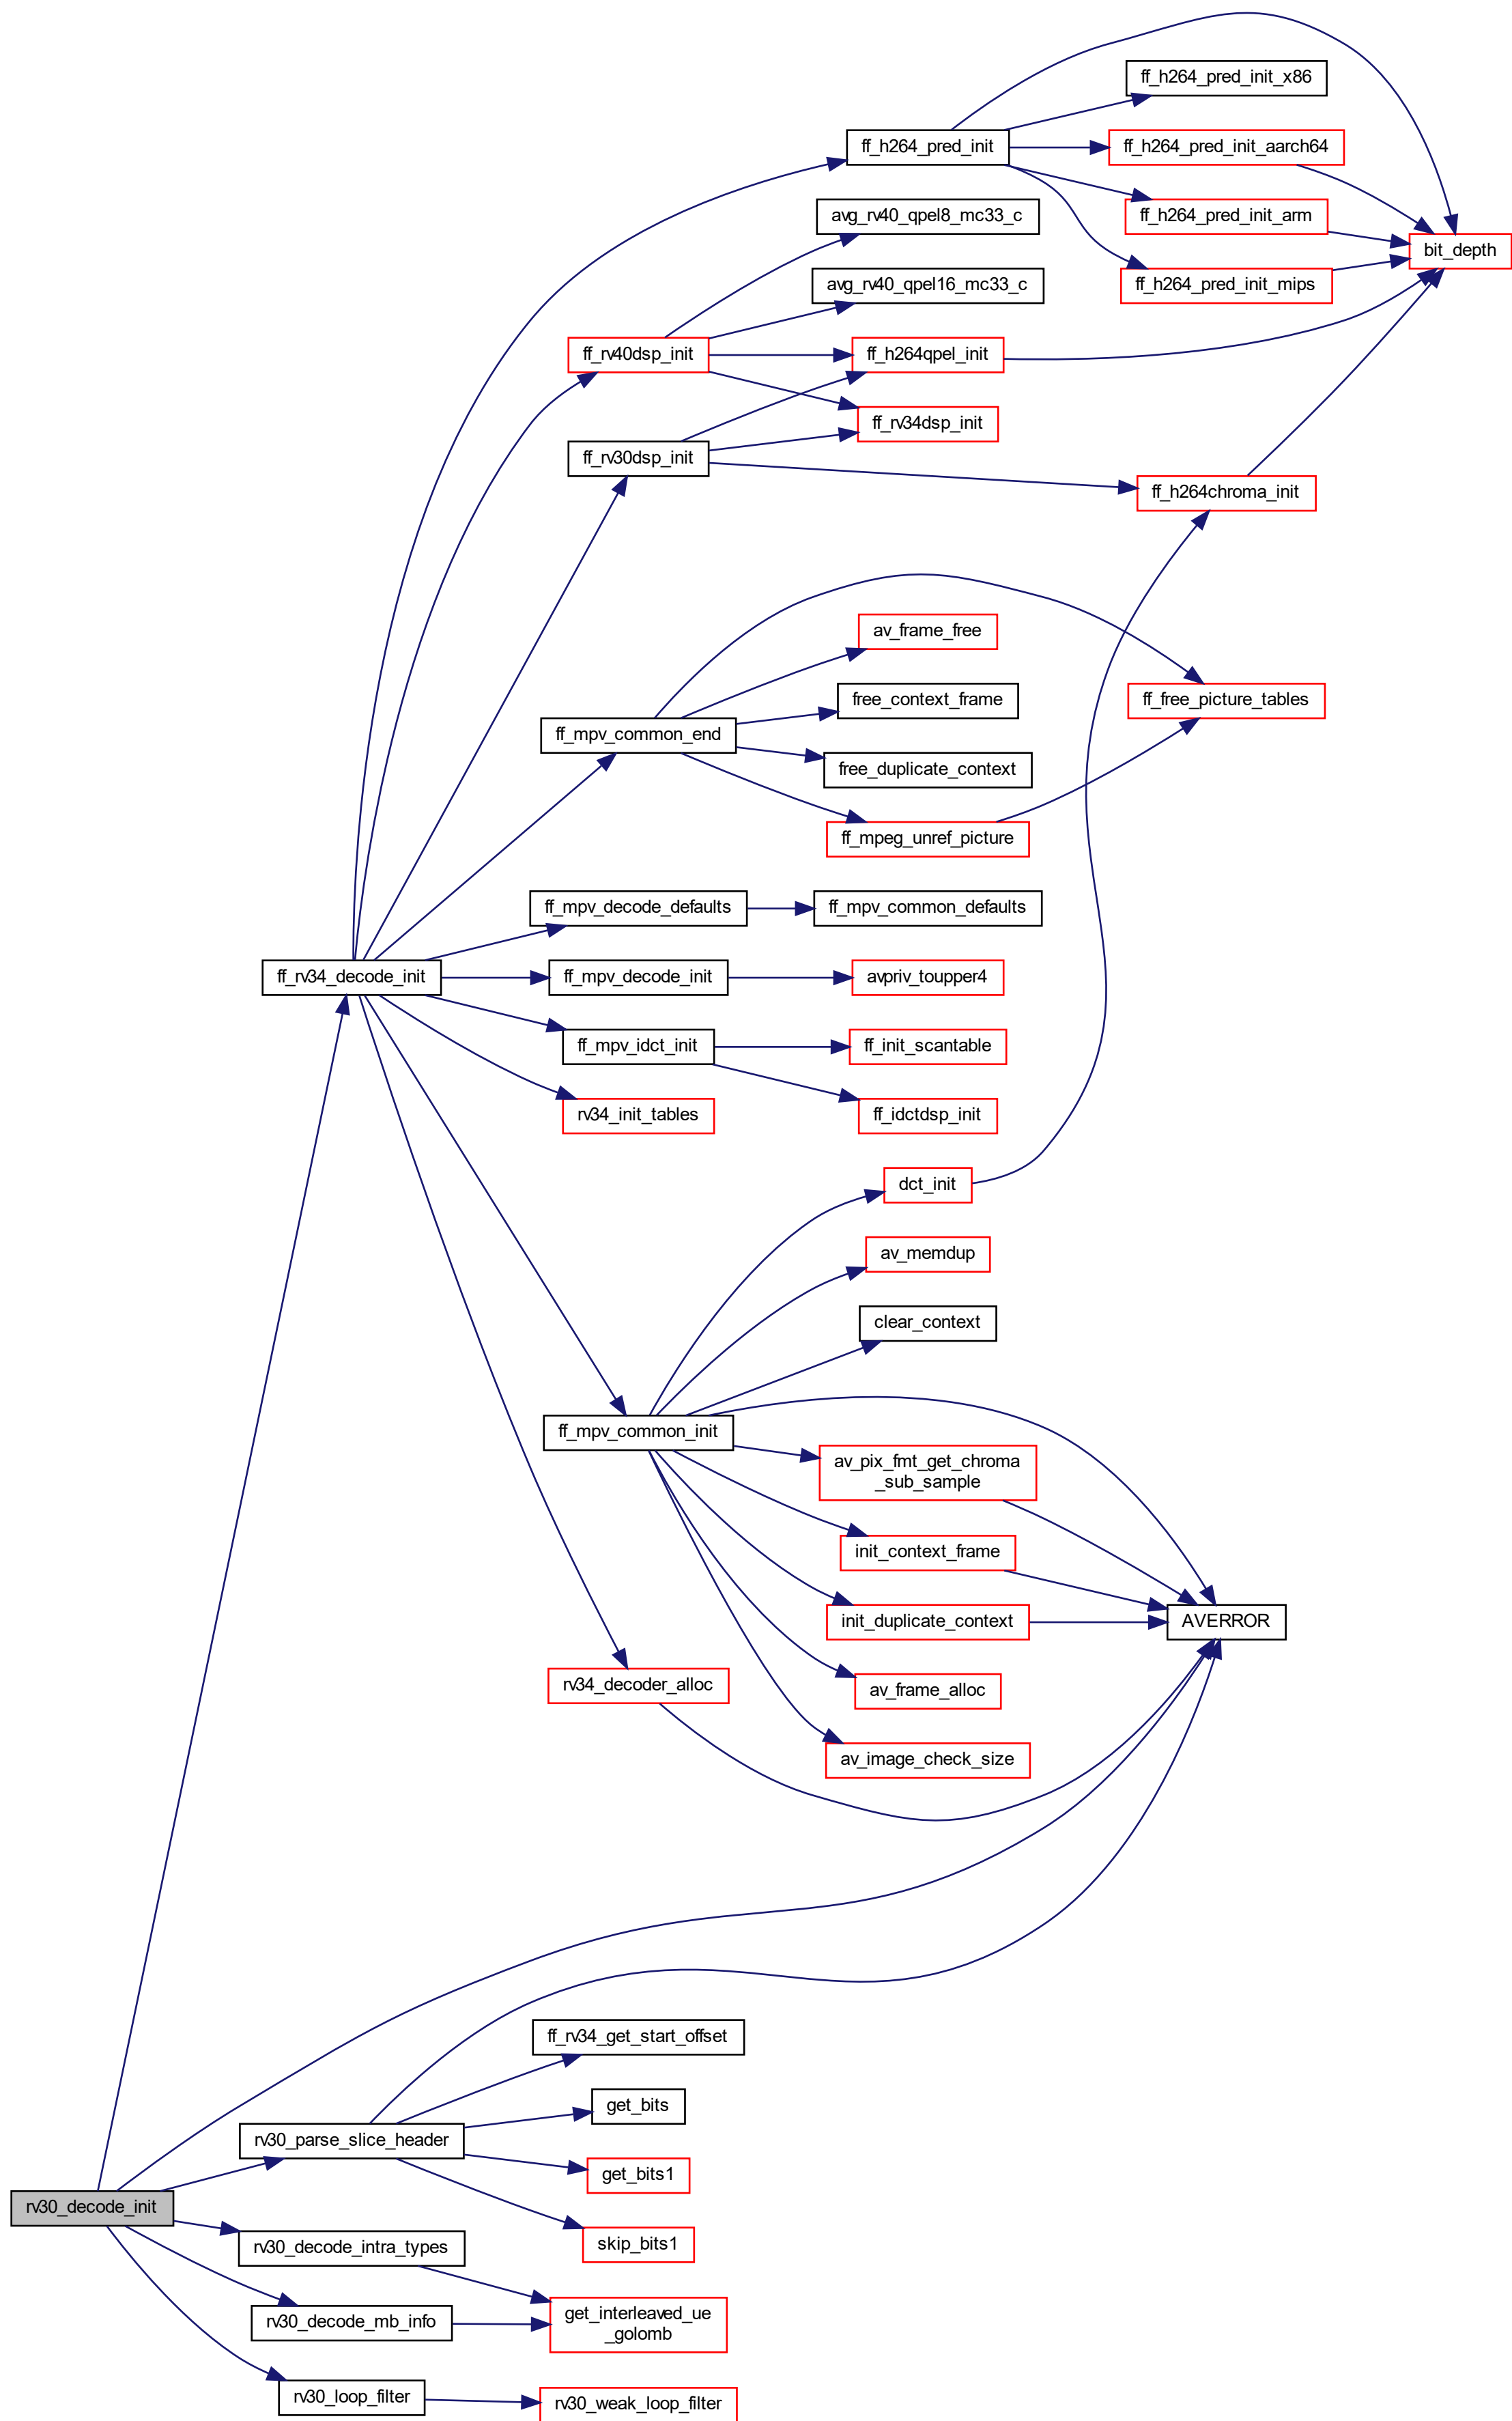 ff_h264_pred_init_x86
ff_h264_pred_init
ff_h264_pred_init_aarch64
avg_rv40_qpel8_mc33_c
ff_h264_pred_init_arm
bit_depth
avg_rv40_qpel16_mc33_c
ff_h264_pred_init_mips
ff_rv40dsp_init
ff_h264qpel_init
ff_rv34dsp_init
ff_rv30dsp_init
ff_h264chroma_init
av_frame_free
free_context_frame
ff_free_picture_tables
ff_mpv_common_end
free_duplicate_context
ff_mpeg_unref_picture
ff_mpv_decode_defaults
ff_mpv_common_defaults
ff_rv34_decode_init
ff_mpv_decode_init
avpriv_toupper4
ff_mpv_idct_init
ff_init_scantable
rv34_init_tables
ff_idctdsp_init
dct_init
av_memdup
clear_context
ff_mpv_common_init
av_pix_fmt_get_chroma
_sub_sample
init_context_frame
init_duplicate_context
AVERROR
rv34_decoder_alloc
av_frame_alloc
av_image_check_size
ff_rv34_get_start_offset
get_bits
rv30_parse_slice_header
get_bits1
rv30_decode_init
skip_bits1
rv30_decode_intra_types
get_interleaved_ue
_golomb
rv30_decode_mb_info
rv30_loop_filter
rv30_weak_loop_filter